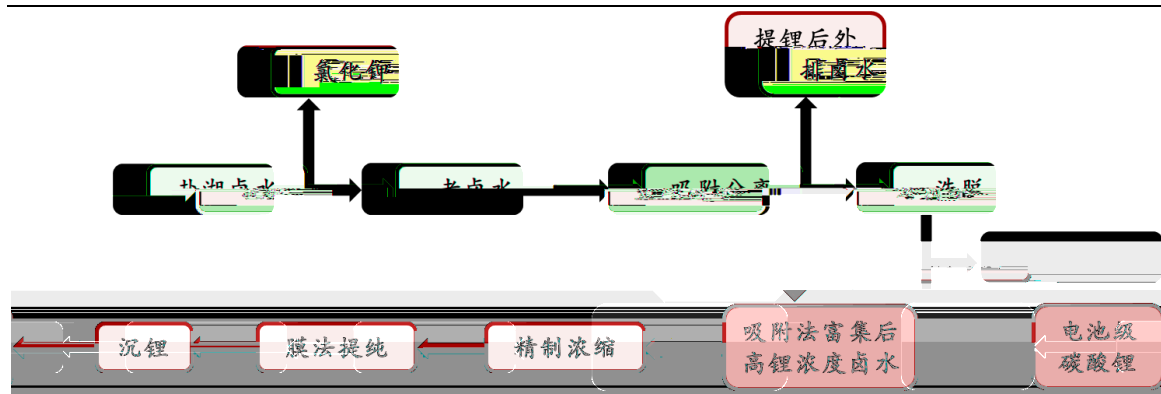 提锂后外
排卤水
氯化钾
盐湖卤水
老卤水
吸附分离
洗脱
沉锂
膜法提纯
精制浓缩
吸附法富集后
高锂浓度卤水
电池级
碳酸锂